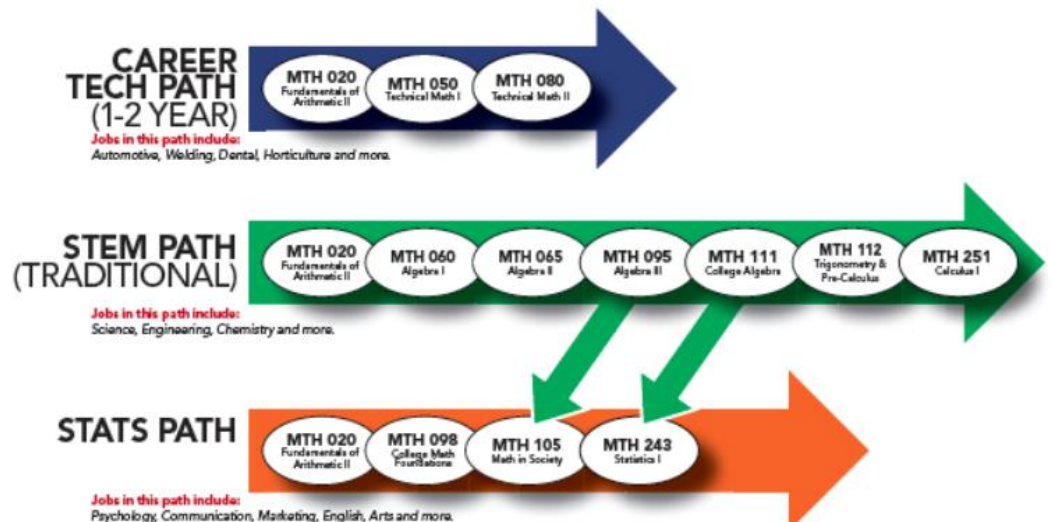 CAREER
TECH PATH
(1-2 YEAR)
Jobs in this path include:
Automotive, Welding, Dental, Horticulture and more.
MTH 020
Fundamentals of
Arithmatic II
MTH 050
Technical Math I
MTH 080
Technical Math II
STEM PATH
(TRADITIONAL)
Jobs in this path include:
Science, Engineering, Chemistry and more.
MTH 020
Fundamentals of
Arithmatic II
MTH 060
Algebra I
MTH 065
Algebra II
MTH 095
Algebra III
MTH 111
College Algebra
MTH 112
Trigonometry &
Pre-Calculus
MTH 251
Calculus I
STATS PATH
MTH 020
Fundamentals of
Arithmatic II
MTH 098
College Math
Foundations
MTH 105
Math in Society
MTH 243
Statistics I
Jobs in this path include:
Psychology, Communication, Marketing, English, Arts and more.